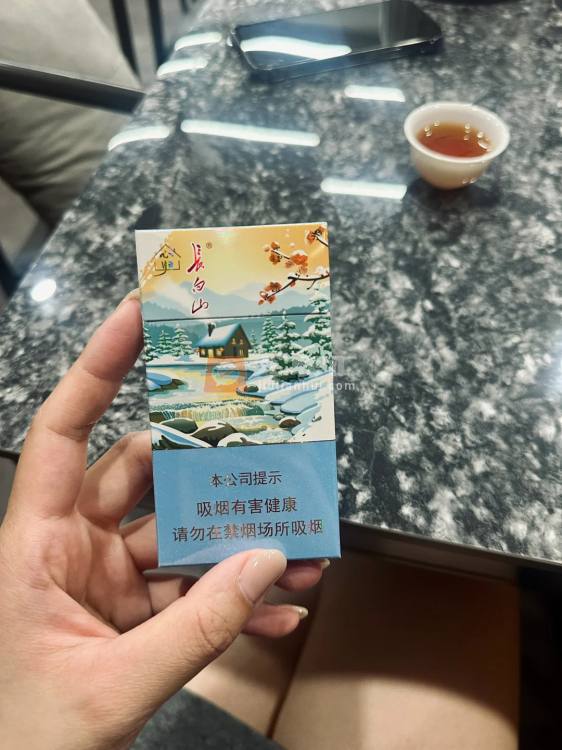 长白山®
本公司提示
吸烟有害健康
请勿在禁烟场所吸烟